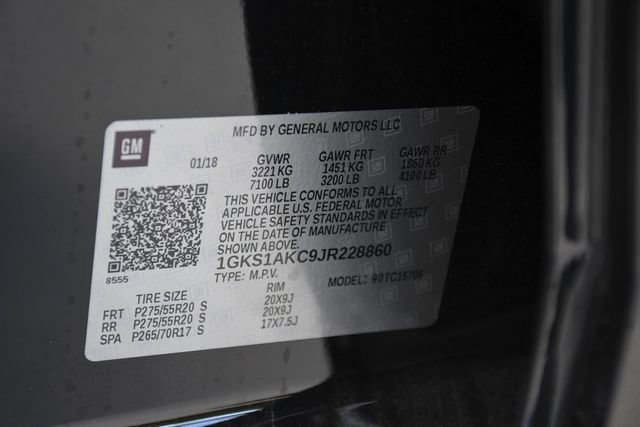 MFD BY GENERAL MOTORS LLC
GM
01/18 GVWR GAWR FRT GAWR RR
3221 KG 1451 KG 1860 KG
7100 LB 3200 LB 4100 LB
THIS VEHICLE CONFORMS TO ALL
APPLICABLE U.S. FEDERAL MOTOR
VEHICLE SAFETY STANDARDS IN EFFECT
ON THE DATE OF MANUFACTURE
SHOWN ABOVE.
1GKS1AKC9JR228860
8555
TYPE: M.P.V. MODEL: 90TC15706
TIRE SIZE RIM
FRT P275/55R20 S 20X9J
RR P275/55R20 S 20X9J
SPA P265/70R17 S 17X7.5J